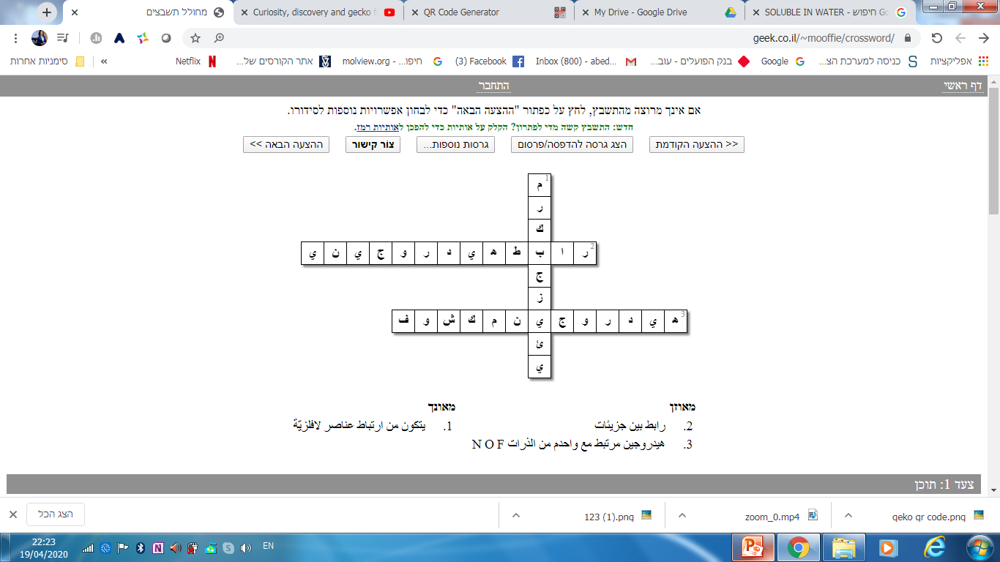 מחולל תשבצים
Curiosity, discovery and gecko f
QR Code Generator
My Drive - Google Drive
SOLUBLE IN WATER - חיפוש Go
geek.co.il/~mooffie/crossword/
אפליקציות
כניסה למערכת הצ...
Google
בנק הפועלים - עוב...
Inbox (800) - abed...
(3) Facebook
חיפו... - molview.org
אתר הקורסים של...
Netflix
»
סימניות אחרות
דף ראשי
התחבר
אם אינך מרוצה מהתשבץ, לחץ על כפתור "ההצעה הבאה" כדי לבחון אפשרויות נוספות לסידורו.
חדש: התשבץ קשה מדי לפתרון? הקלק על אותיות כדי להפכן לאותיות רמז.
<< ההצעה הקודמת
הצג גרסה להדפסה/פרסום
גרסות נוספות...
צוֹר קישור
ההצעה הבאה >>
1 م
ر
ك
2 ر ا ب ط ه ي د ر و ج ي ن ي
ج
ز
3 ه ي د ر و ج ي ن م ك ش و ف
ئ
ي
מאוזן
2. رابط بين جزيئات
3. هيدروجين مرتبط مع واحدم من الذرات N O F
מאונך
1. يتكون من ارتباط عناصر لافلزيّة
צעד 1: תוכן
הצג הכל
123 (1).png
zoom_0.mp4
qeko qr code.png
22:23
19/04/2020
EN